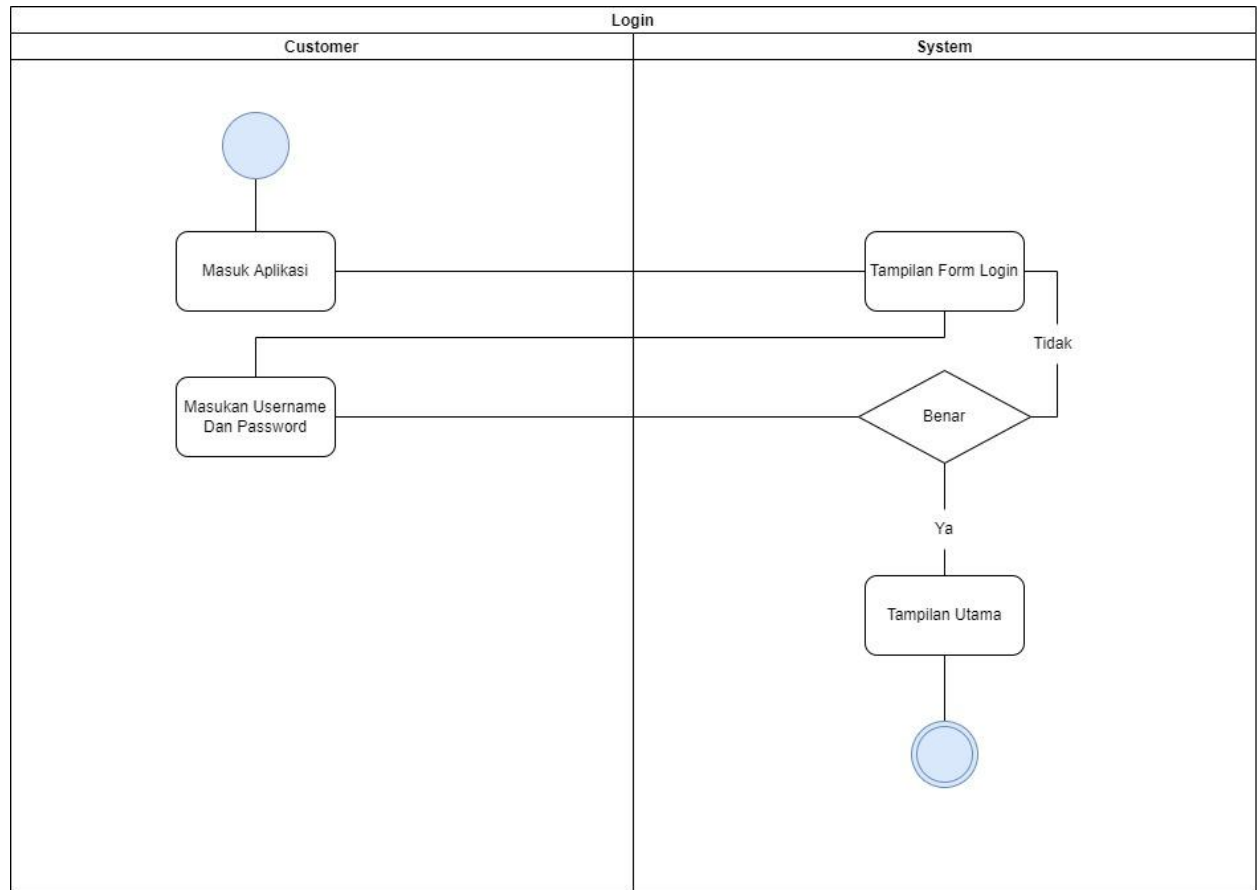 Login
Customer
System
Masuk Aplikasi
Tampilan Form Login
Tidak
Masukan Username
Dan Password
Benar
Ya
Tampilan Utama